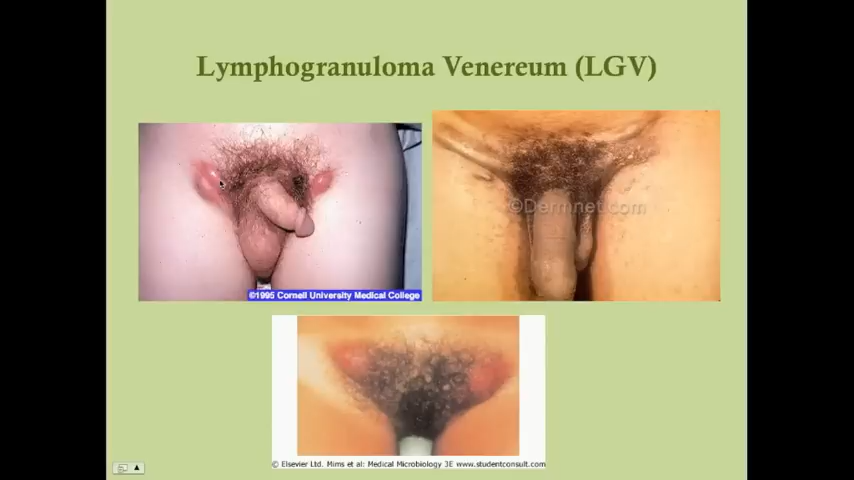 Lymphogranuloma Venereum (LGV)
©Dermnet.com
©1995 Cornell University Medical College
© Elsevier Ltd. Mims et al: Medical Microbiology 3E www.studentconsult.com